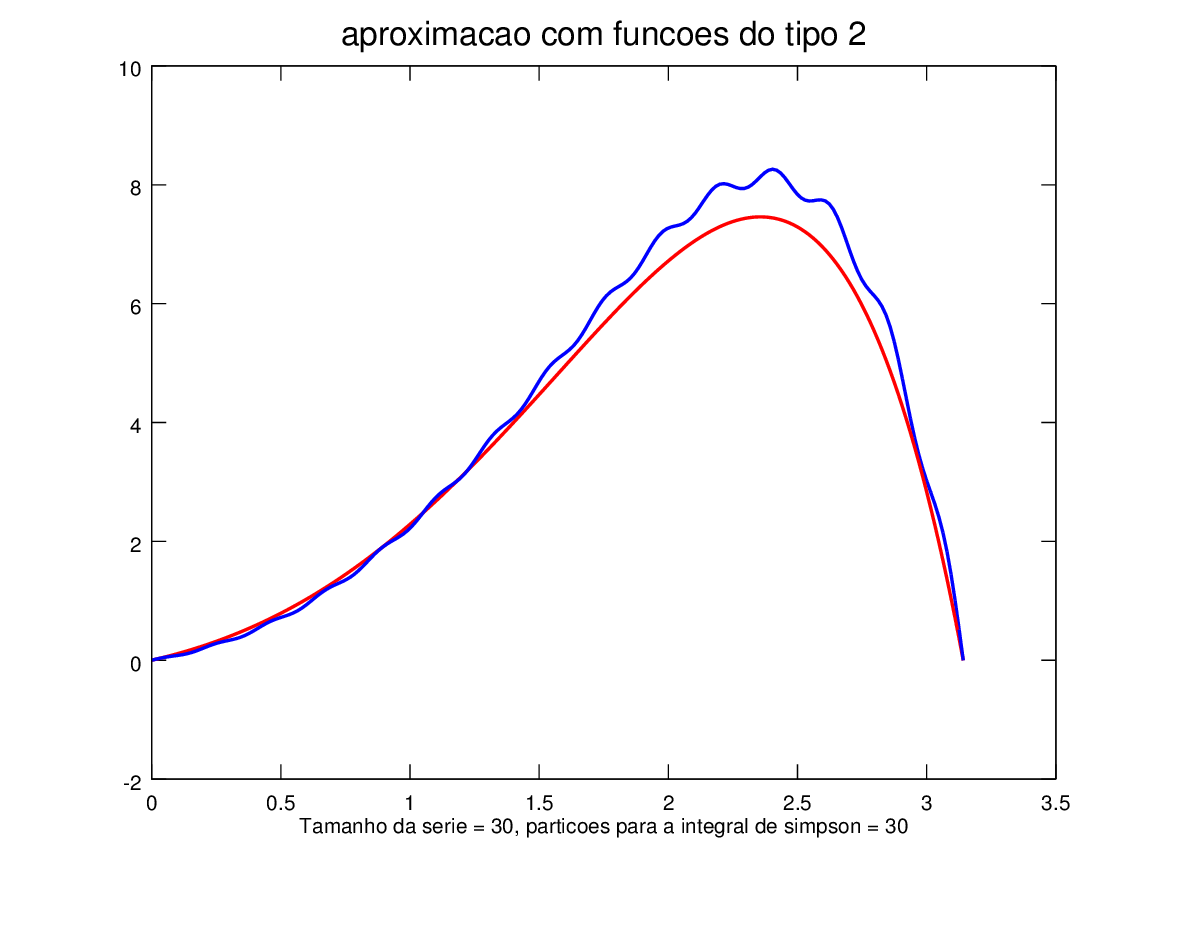 aproximacao com funcoes do tipo 2
10
8
6
4
2
0
-2
0 0.5 1 1.5 2 2.5 3 3.5
Tamanho da serie = 30, particoes para a integral de simpson = 30